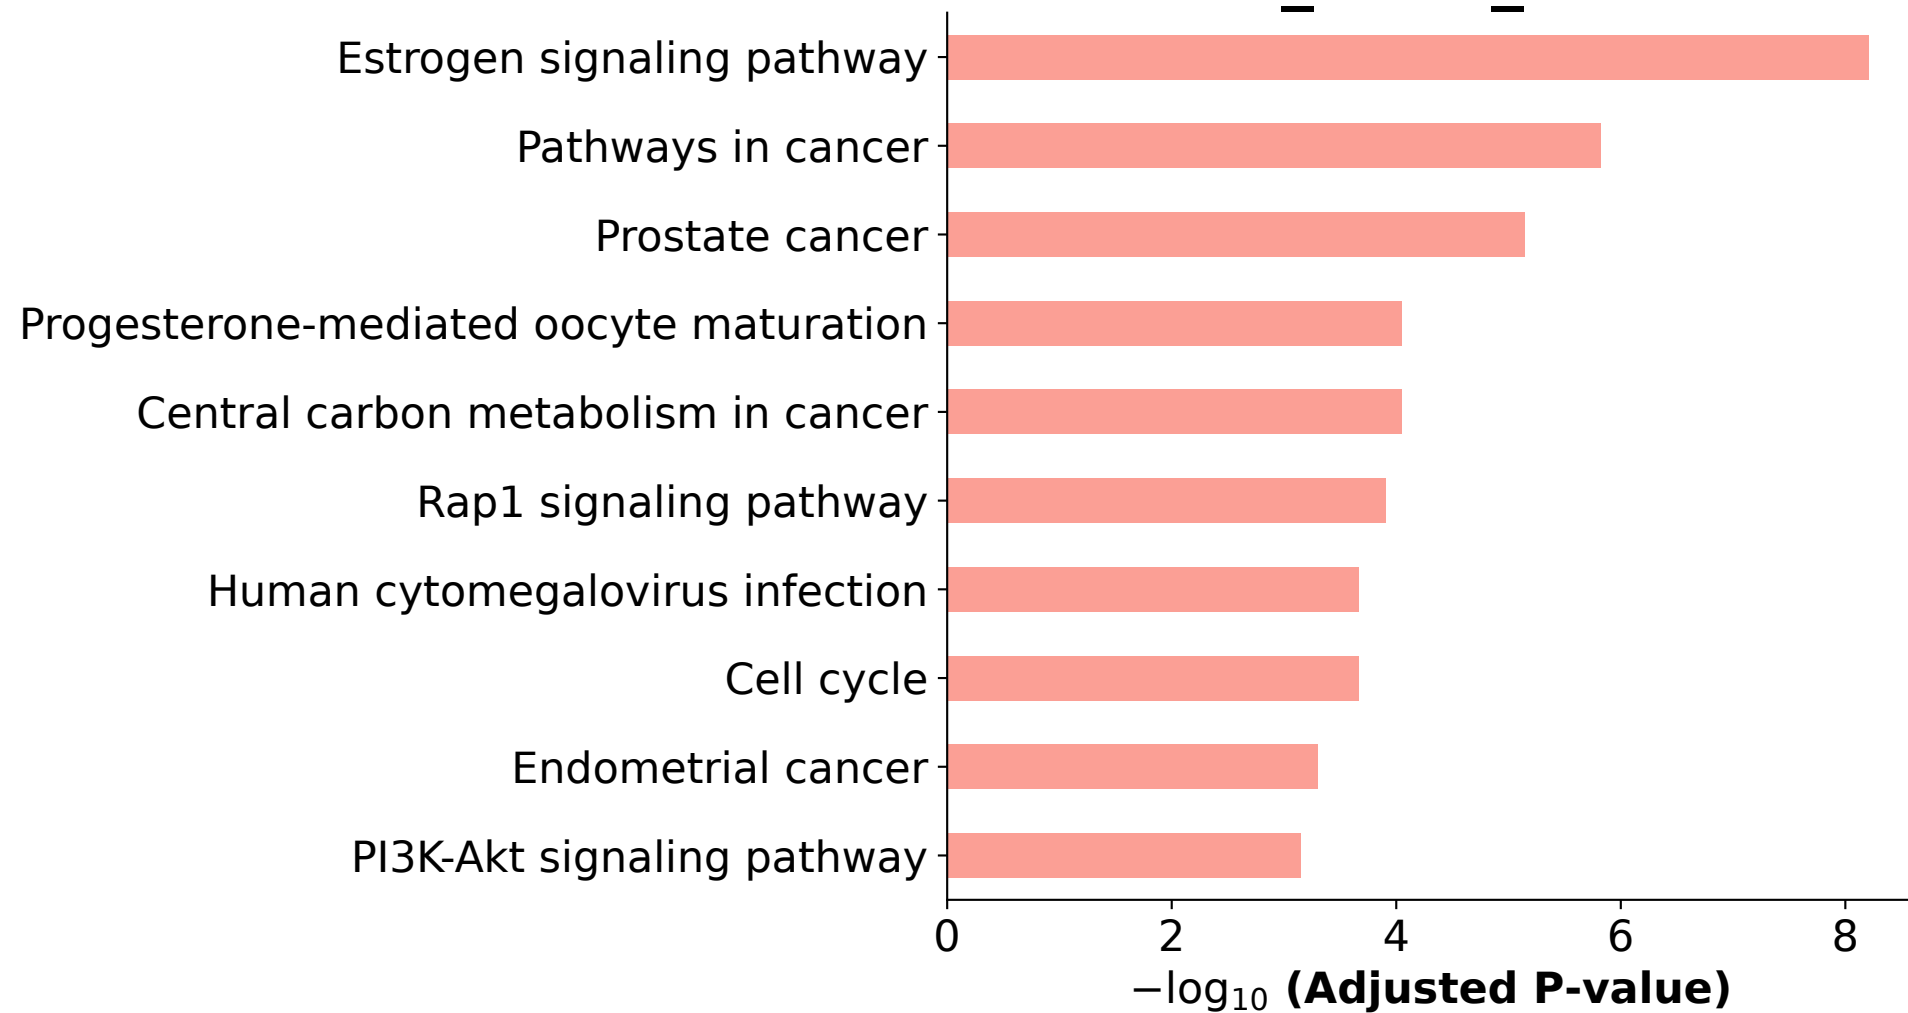 Estrogen signaling pathway
Pathways in cancer
Prostate cancer
Progesterone-mediated oocyte maturation
Central carbon metabolism in cancer
Rap1 signaling pathway
Human cytomegalovirus infection
Cell cycle
Endometrial cancer
PI3K-Akt signaling pathway
0 2 4 6 8
−log₁₀ (Adjusted P-value)